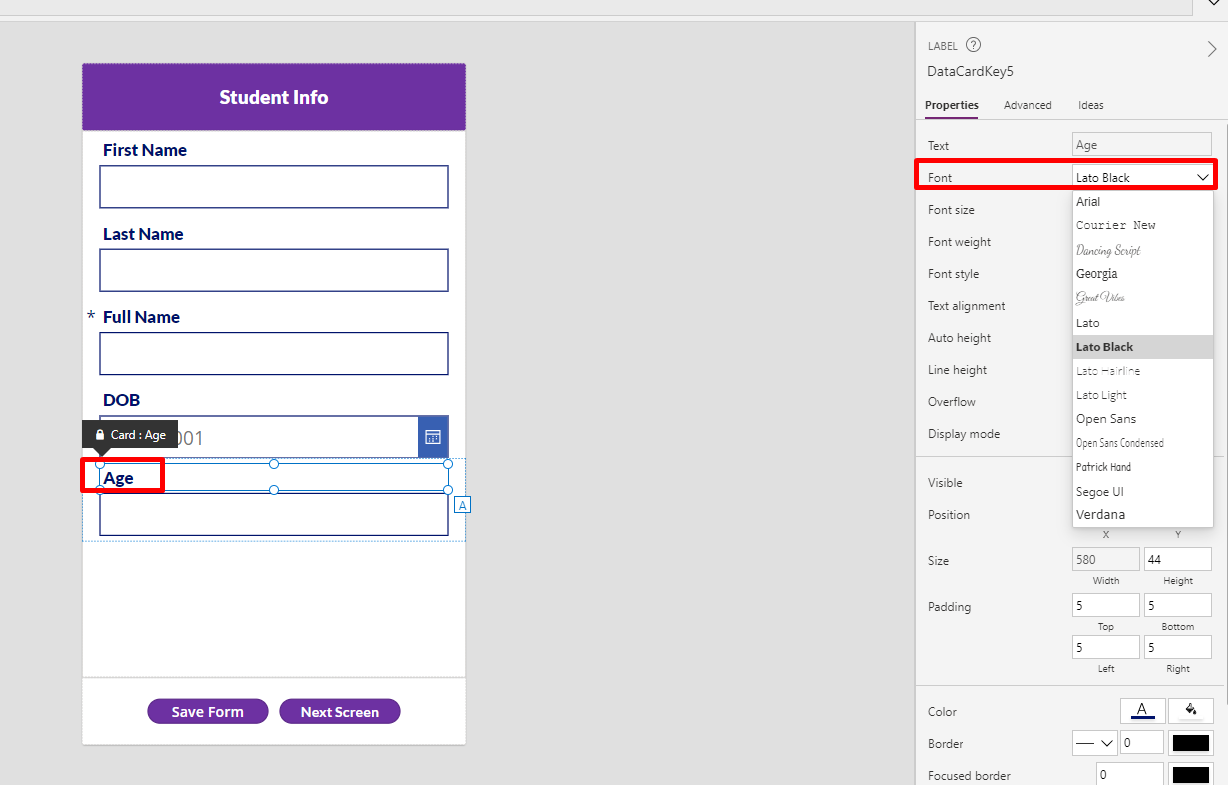 Student Info
First Name
Last Name
* Full Name
DOB
001
Card : Age
Age
A
Save Form
Next Screen
LABEL ?
DataCardKey5
Properties Advanced Ideas
Text Age
Font Lato Black
Arial
Courier New
Dancing Script
Georgia
Great Vibes
Lato
Lato Black
Lato Hairline
Lato Light
Open Sans
Open Sans Condensed
Patrick Hand
Segoe UI
Verdana
Font size
Font weight
Font style
Text alignment
Auto height
Line height
Overflow
Display mode
Visible
Position
X Y
Size 580 44
Width Height
Padding 5 5
Top Bottom
5 5
Left Right
Color A
Border 0
Focused border 0